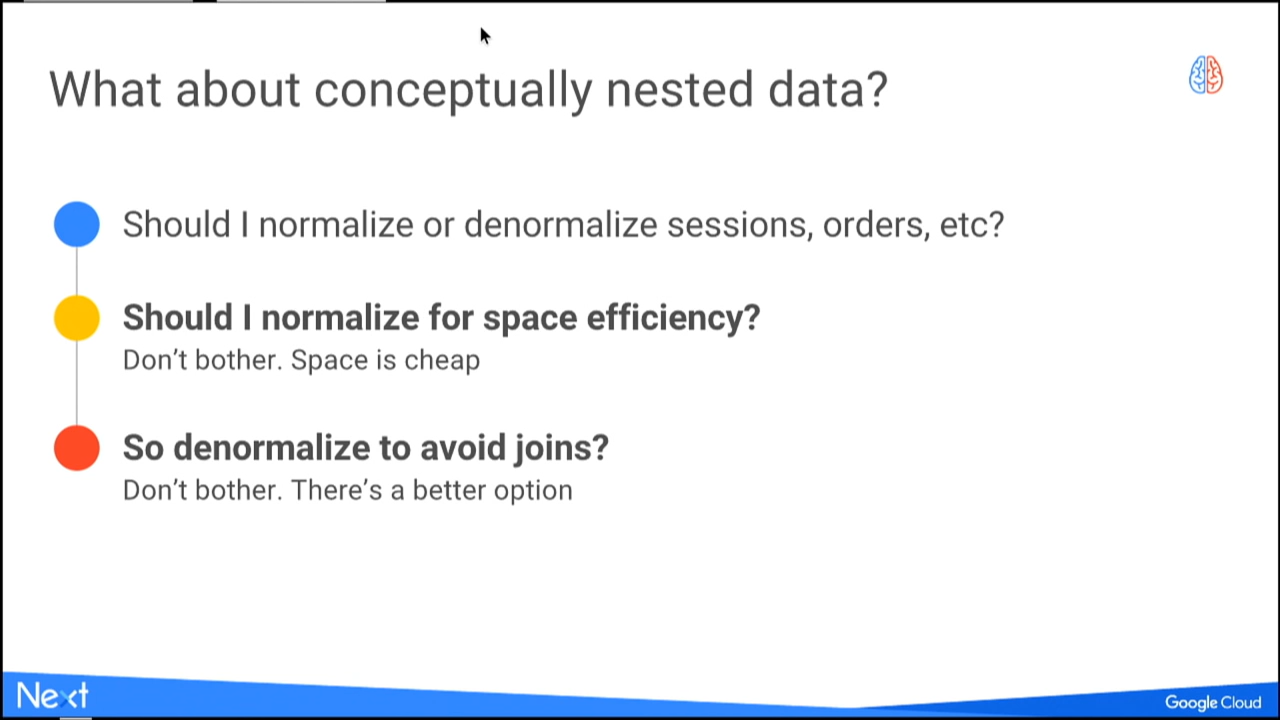 What about conceptually nested data?
Should I normalize or denormalize sessions, orders, etc?
Should I normalize for space efficiency?
Don’t bother. Space is cheap
So denormalize to avoid joins?
Don’t bother. There’s a better option
Next
Google Cloud